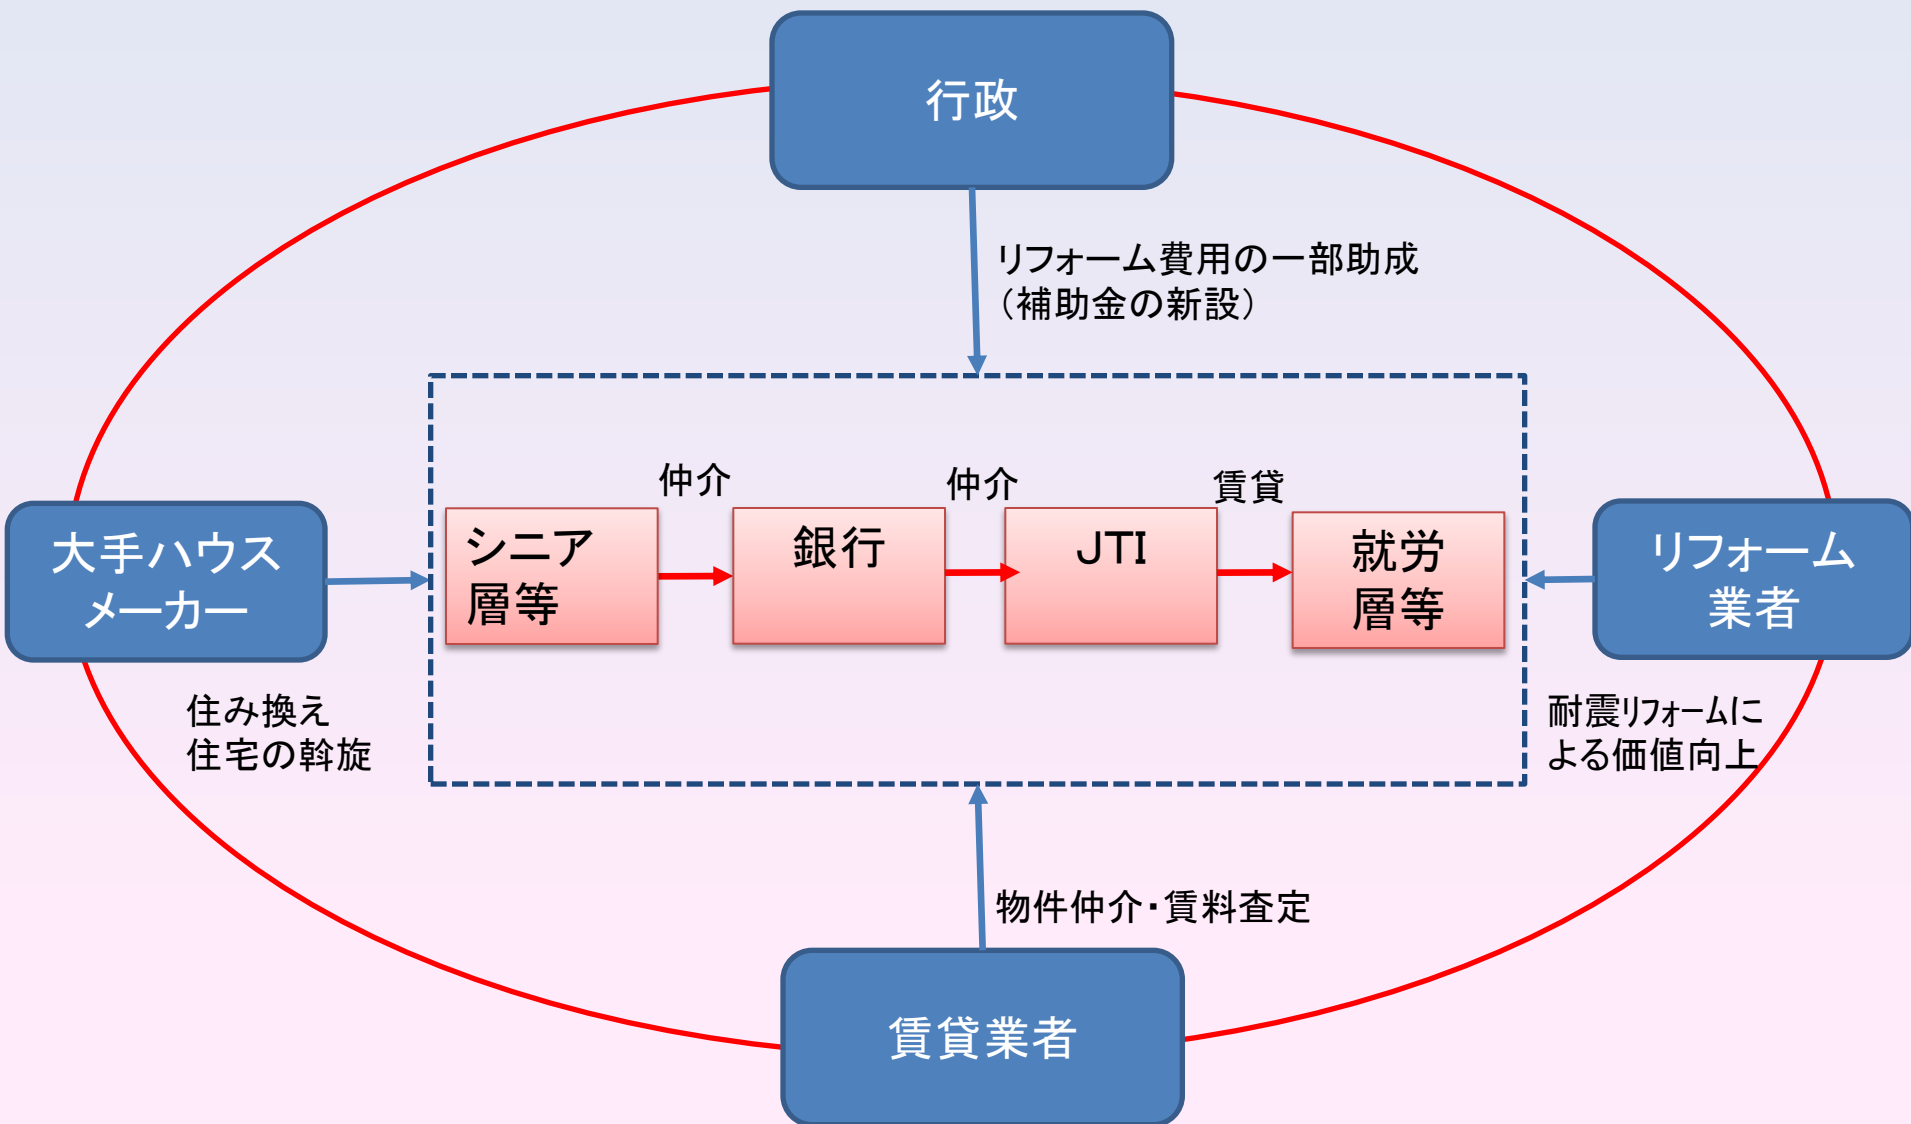 行政
リフォーム費用の一部助成
(補助金の新設)
仲介
仲介
賃貸
大手ハウス
メーカー
シニア
層等
銀行
JTI
就労
層等
リフォーム
業者
住み換え
住宅の斡旋
耐震リフォームに
よる価値向上
物件仲介・賃料査定
賃貸業者